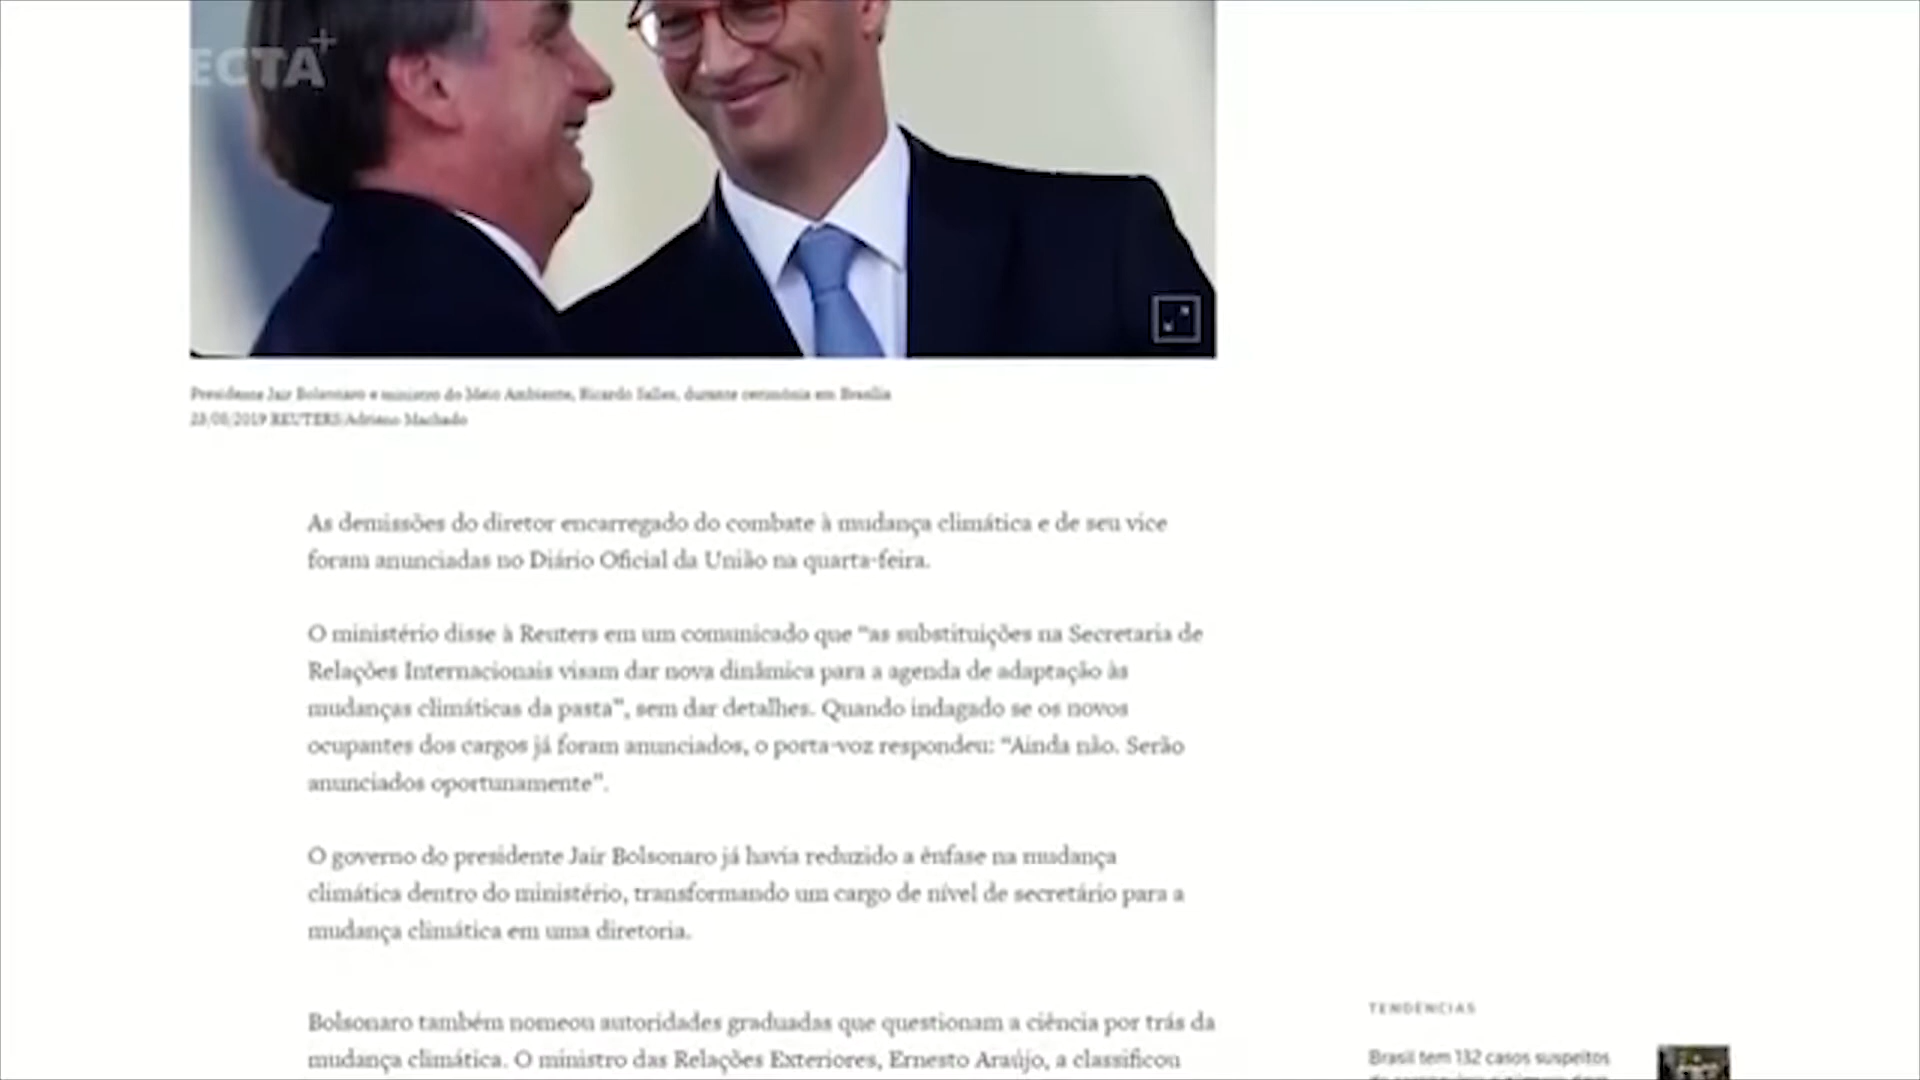 ECTA+
Presidente Jair Bolsonaro e ministro do Meio Ambiente, Ricardo Salles, durante cerimônia em Brasília
23/08/2019 REUTERS/Adriano Machado
As demissões do diretor encarregado do combate à mudança climática e de seu vice
foram anunciadas no Diário Oficial da União na quarta-feira.
O ministério disse à Reuters em um comunicado que “as substituições na Secretaria de
Relações Internacionais visam dar nova dinâmica para a agenda de adaptação às
mudanças climáticas da pasta”, sem dar detalhes. Quando indagado se os novos
ocupantes dos cargos já foram anunciados, o porta-voz respondeu: “Ainda não. Serão
anunciados oportunamente”.
O governo do presidente Jair Bolsonaro já havia reduzido a ênfase na mudança
climática dentro do ministério, transformando um cargo de nível de secretário para a
mudança climática em uma diretoria.
Bolsonaro também nomeou autoridades graduadas que questionam a ciência por trás da
mudança climática. O ministro das Relações Exteriores, Ernesto Araújo, a classificou
TENDÊNCIAS
Brasil tem 132 casos suspeitos